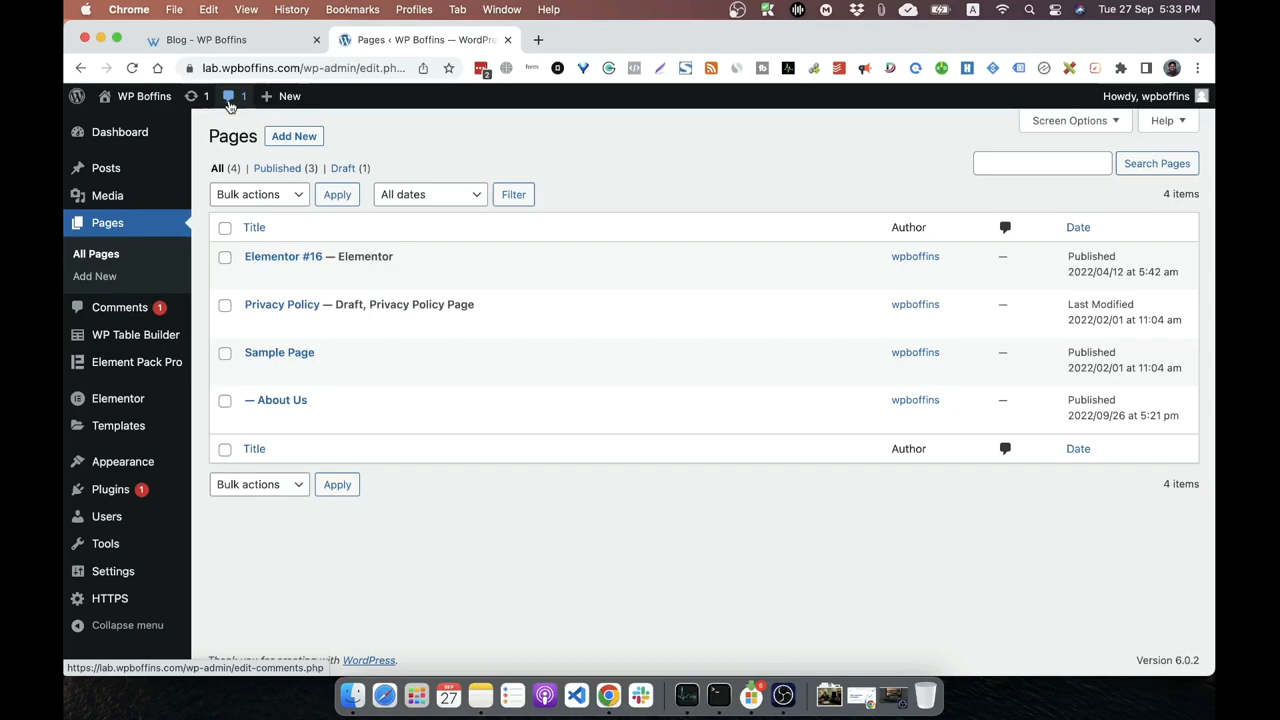 Chrome File Edit View History Bookmarks Profiles Tab Window Help Tue 27 Sep 5:33 PM
Blog – WP Boffins Pages ‹ WP Boffins — WordPre
lab.wpboffins.com/wp-admin/edit.ph... 2
WP Boffins 1 1 New Howdy, wpboffins
Screen Options Help
Dashboard
Posts
Media
Pages
All Pages
Add New
Comments 1
WP Table Builder
Element Pack Pro
Elementor
Templates
Appearance
Plugins 1
Users
Tools
Settings
HTTPS
Collapse menu
Pages Add New
All (4) | Published (3) | Draft (1)
Search Pages
Bulk actions Apply All dates Filter 4 items
Title Author Date
Elementor #16 — Elementor wpboffins — Published
2022/04/12 at 5:42 am
Privacy Policy — Draft, Privacy Policy Page wpboffins — Last Modified
2022/02/01 at 11:04 am
Sample Page wpboffins — Published
2022/02/01 at 11:04 am
— About Us wpboffins — Published
2022/09/26 at 5:21 pm
Title Author Date
Bulk actions Apply 4 items
Thank you for creating with WordPress. Version 6.0.2
https://lab.wpboffins.com/wp-admin/edit-comments.php
SEP
27